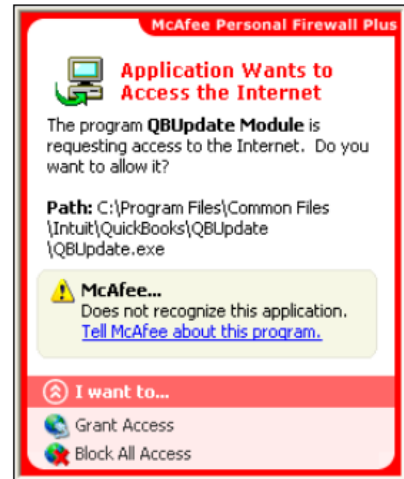 McAfee Personal Firewall Plus
Application Wants to
Access the Internet
The program QBUpdate Module is
requesting access to the Internet.  Do you
want to allow it?
Path: C:\Program Files\Common Files
\Intuit\QuickBooks\QBUpdate
\QBUpdate.exe
McAfee...
Does not recognize this application.
Tell McAfee about this program.
I want to...
Grant Access
Block All Access